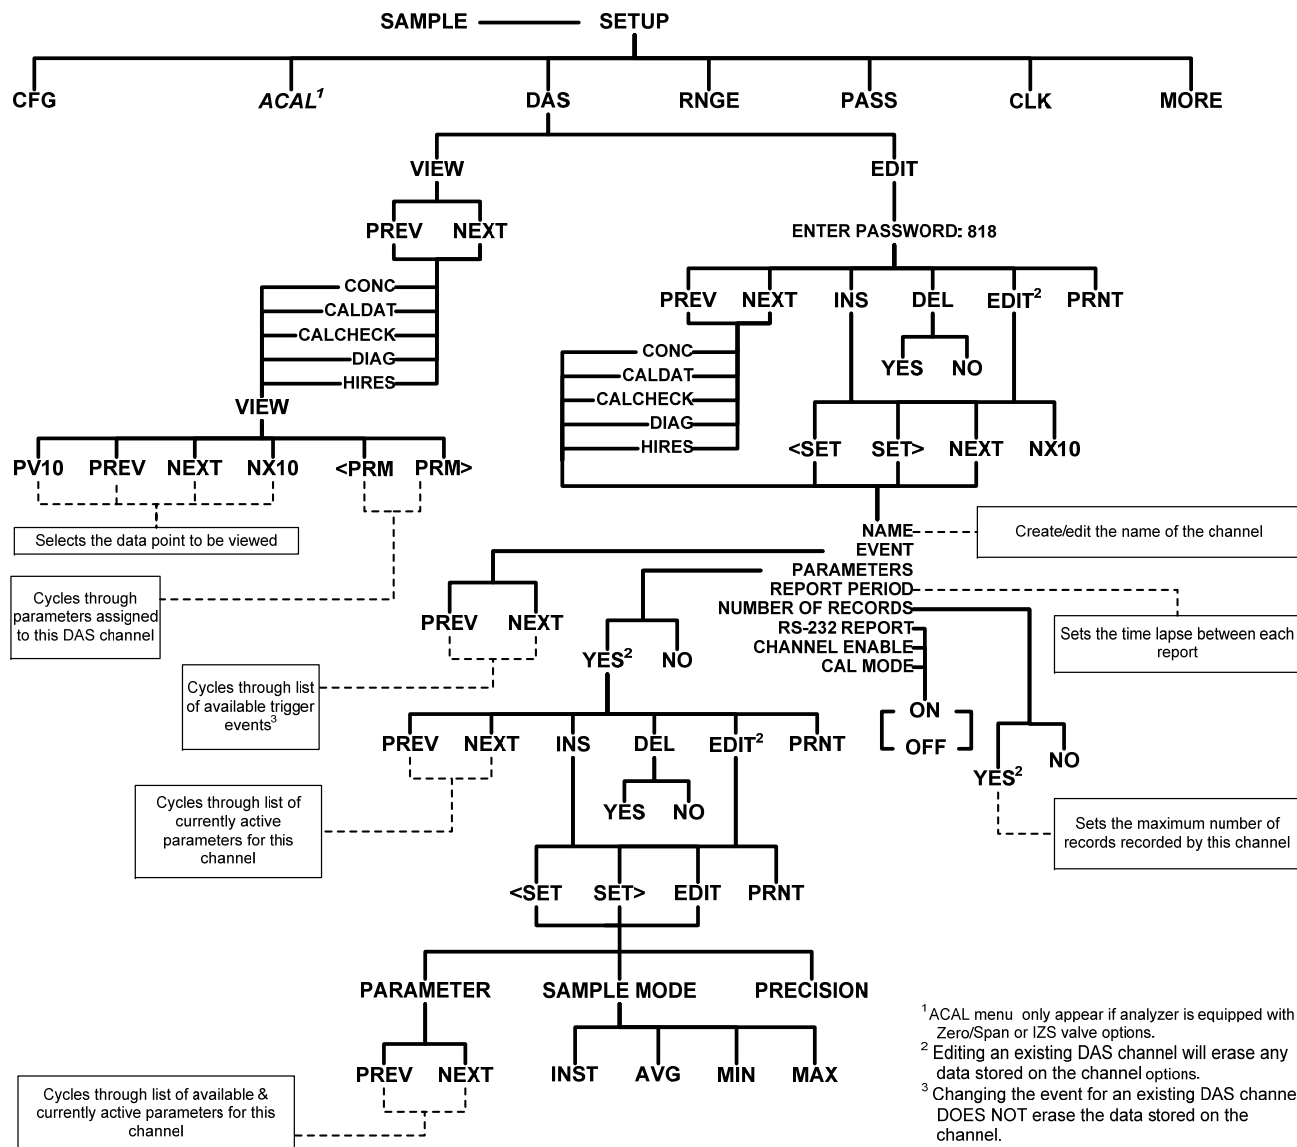 SAMPLE SETUP
CFG ACAL¹ DAS RNGE PASS CLK MORE
VIEW EDIT
PREV NEXT
ENTER PASSWORD: 818
CONC
CALDAT
CALCHECK
DIAG
HIRES
VIEW
PV10 PREV NEXT NX10 <PRM PRM>
Selects the data point to be viewed
Cycles through
parameters assigned
to this DAS channel
PREV NEXT INS DEL EDIT² PRNT
YES NO
CONC
CALDAT
CALCHECK
DIAG
HIRES
<SET SET> NEXT NX10
NAME
EVENT
PARAMETERS
REPORT PERIOD
NUMBER OF RECORDS
RS-232 REPORT
CHANNEL ENABLE
CAL MODE
Create/edit the name of the channel
Sets the time lapse between each
report
PREV NEXT
Cycles through list
of available trigger
events³
YES² NO
ON
OFF
YES² NO
Sets the maximum number of
records recorded by this channel
PREV NEXT INS DEL EDIT² PRNT
Cycles through list of
currently active
parameters for this
channel
YES NO
<SET SET> EDIT PRNT
PARAMETER SAMPLE MODE PRECISION
PREV NEXT
INST AVG MIN MAX
Cycles through list of available &
currently active parameters for this
channel
¹ ACAL menu only appear if analyzer is equipped with
Zero/Span or IZS valve options.
² Editing an existing DAS channel will erase any
data stored on the channel options.
³ Changing the event for an existing DAS channe
DOES NOT erase the data stored on the
channel.